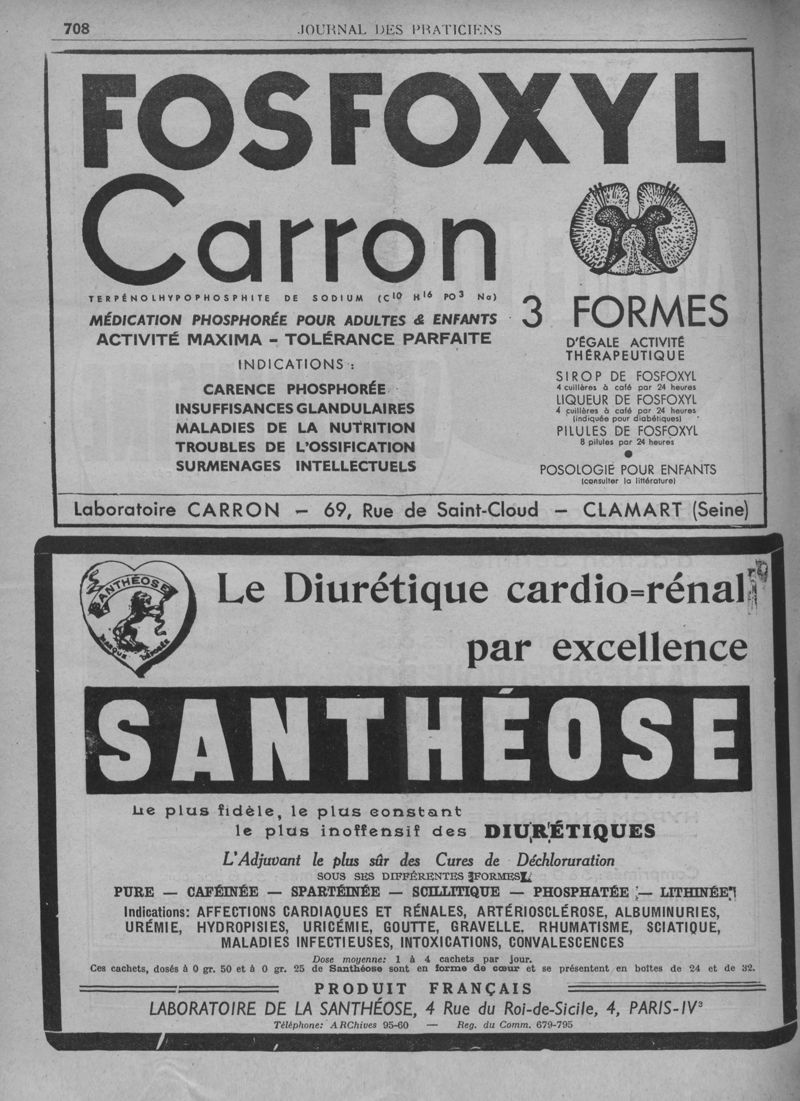 708
JOURNAL DES PRATICIENS
FOSFOXYL
Carron
TERPÉNOLHYPOPHOSPHITE DE SODIUM (C10 H16 PO3 Na)
MÉDICATION PHOSPHORÉE POUR ADULTES & ENFANTS
ACTIVITÉ MAXIMA – TOLÉRANCE PARFAITE
INDICATIONS :
CARENCE PHOSPHORÉE
INSUFFISANCES GLANDULAIRES
MALADIES DE LA NUTRITION
TROUBLES DE L'OSSIFICATION
SURMENAGES INTELLECTUELS
3 FORMES
D'ÉGALE ACTIVITÉ
THÉRAPEUTIQUE
SIROP DE FOSFOXYL
4 cuillères à café par 24 heures
LIQUEUR DE FOSFOXYL
4 cuillères à café par 24 heures
(indiquée pour diabétiques)
PILULES DE FOSFOXYL
8 pilules par 24 heures
POSOLOGIE POUR ENFANTS
(consulter la littérature)
Laboratoire CARRON – 69, Rue de Saint-Cloud – CLAMART (Seine)
SANTHÉOSE
MARQUE DÉPOSÉE
Le Diurétique cardio=rénal
par excellence
SANTHÉOSE
Le plus fidèle, le plus constant
le plus inoffensif des DIURÉTIQUES
L'Adjuvant le plus sûr des Cures de Déchloruration
SOUS SES DIFFÉRENTES FORMES
PURE — CAFÉINÉE — SPARTÉINÉE — SCILLITIQUE — PHOSPHATÉE — LITHINÉE
Indications: AFFECTIONS CARDIAQUES ET RÉNALES, ARTÉRIOSCLÉROSE, ALBUMINURIES,
URÉMIE, HYDROPISIES, URICÉMIE, GOUTTE, GRAVELLE. RHUMATISME, SCIATIQUE,
MALADIES INFECTIEUSES, INTOXICATIONS, CONVALESCENCES
Dose moyenne: 1 à 4 cachets par jour.
Ces cachets, dosés à 0 gr. 50 et à 0 gr. 25 de Santhéose sont en forme de cœur et se présentent en boîtes de 24 et de 32.
PRODUIT FRANÇAIS
LABORATOIRE DE LA SANTHÉOSE, 4 Rue du Roi-de-Sicile, 4, PARIS-IVᵉ
Téléphone: ARChives 95-60 — Reg. du Comm. 679-795